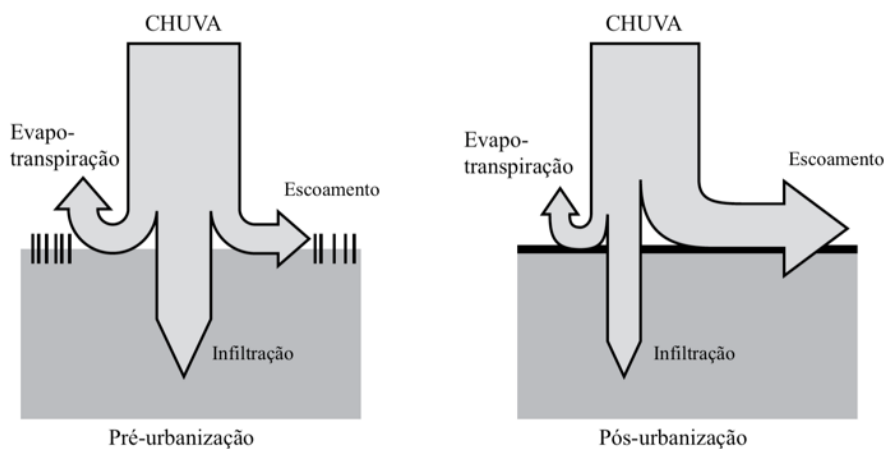 CHUVA
Evapo-
transpiração
Escoamento
Infiltração
Pré-urbanização
CHUVA
Evapo-
transpiração
Escoamento
Infiltração
Pós-urbanização